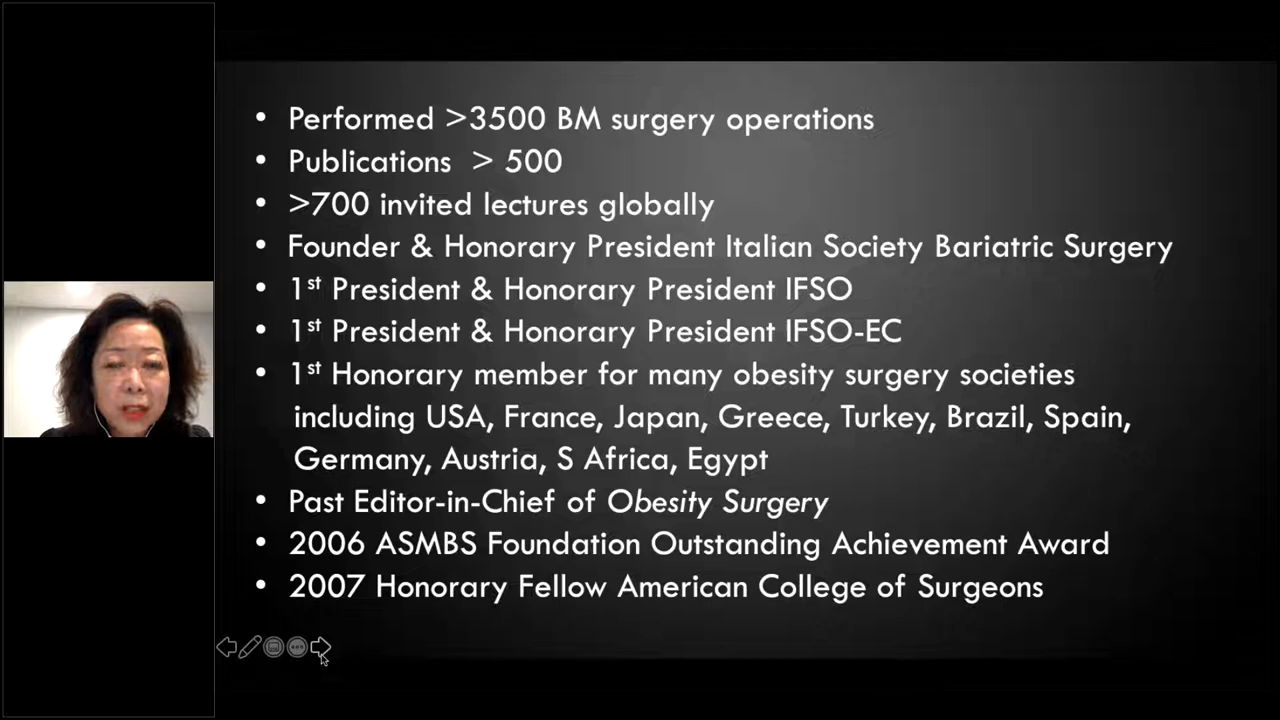 • Performed >3500 BM surgery operations
• Publications > 500
• >700 invited lectures globally
• Founder & Honorary President Italian Society Bariatric Surgery
• 1st President & Honorary President IFSO
• 1st President & Honorary President IFSO-EC
• 1st Honorary member for many obesity surgery societies
including USA, France, Japan, Greece, Turkey, Brazil, Spain,
Germany, Austria, S Africa, Egypt
• Past Editor-in-Chief of Obesity Surgery
• 2006 ASMBS Foundation Outstanding Achievement Award
• 2007 Honorary Fellow American College of Surgeons